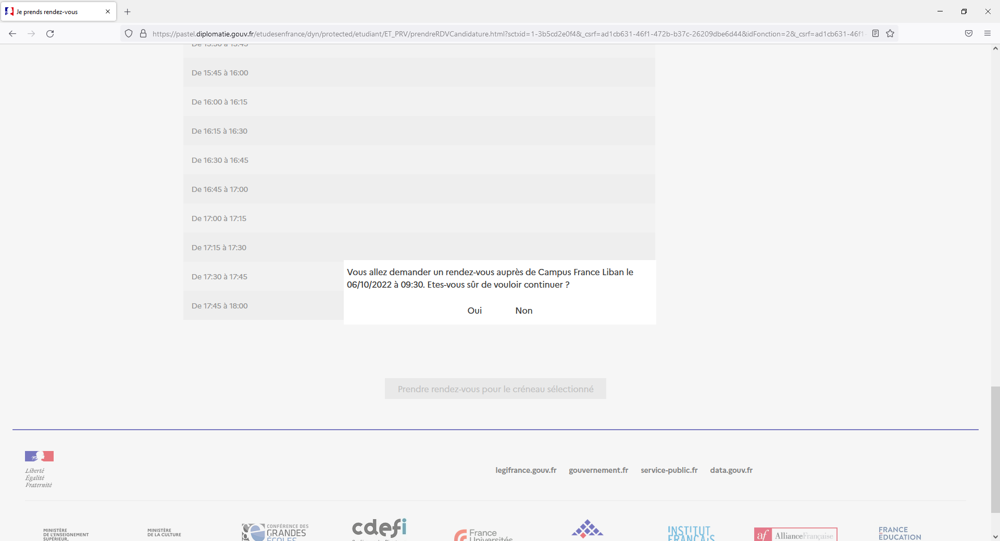 Je prends rendez-vous
https://pastel.diplomatie.gouv.fr/etudesenfrance/dyn/protected/etudiant/ET_PRV/prendreRDVCandidature.html?sctxid=1-3b5cd2e0f4&_csrf=ad1cb631-46f1-472b-b37c-26209dbe6d44&idFonction=2&_csrf=ad1cb631-46f1-
De 15:30 à 15:45
De 15:45 à 16:00
De 16:00 à 16:15
De 16:15 à 16:30
De 16:30 à 16:45
De 16:45 à 17:00
De 17:00 à 17:15
De 17:15 à 17:30
De 17:30 à 17:45
De 17:45 à 18:00
Vous allez demander un rendez-vous auprès de Campus France Liban le
06/10/2022 à 09:30. Etes-vous sûr de vouloir continuer ?
Oui Non
Prendre rendez-vous pour le créneau sélectionné
Liberté
Égalité
Fraternité
legifrance.gouv.fr gouvernement.fr service-public.fr data.gouv.fr
MINISTÈRE
DE L'ENSEIGNEMENT
SUPÉRIEUR,
MINISTÈRE
DE LA CULTURE
CONFÉRENCE DES
GRANDES
ÉCOLES
cdefi
France
Universités
INSTITUT
FRANÇAIS
af AllianceFrançaise
FRANCE
ÉDUCATION